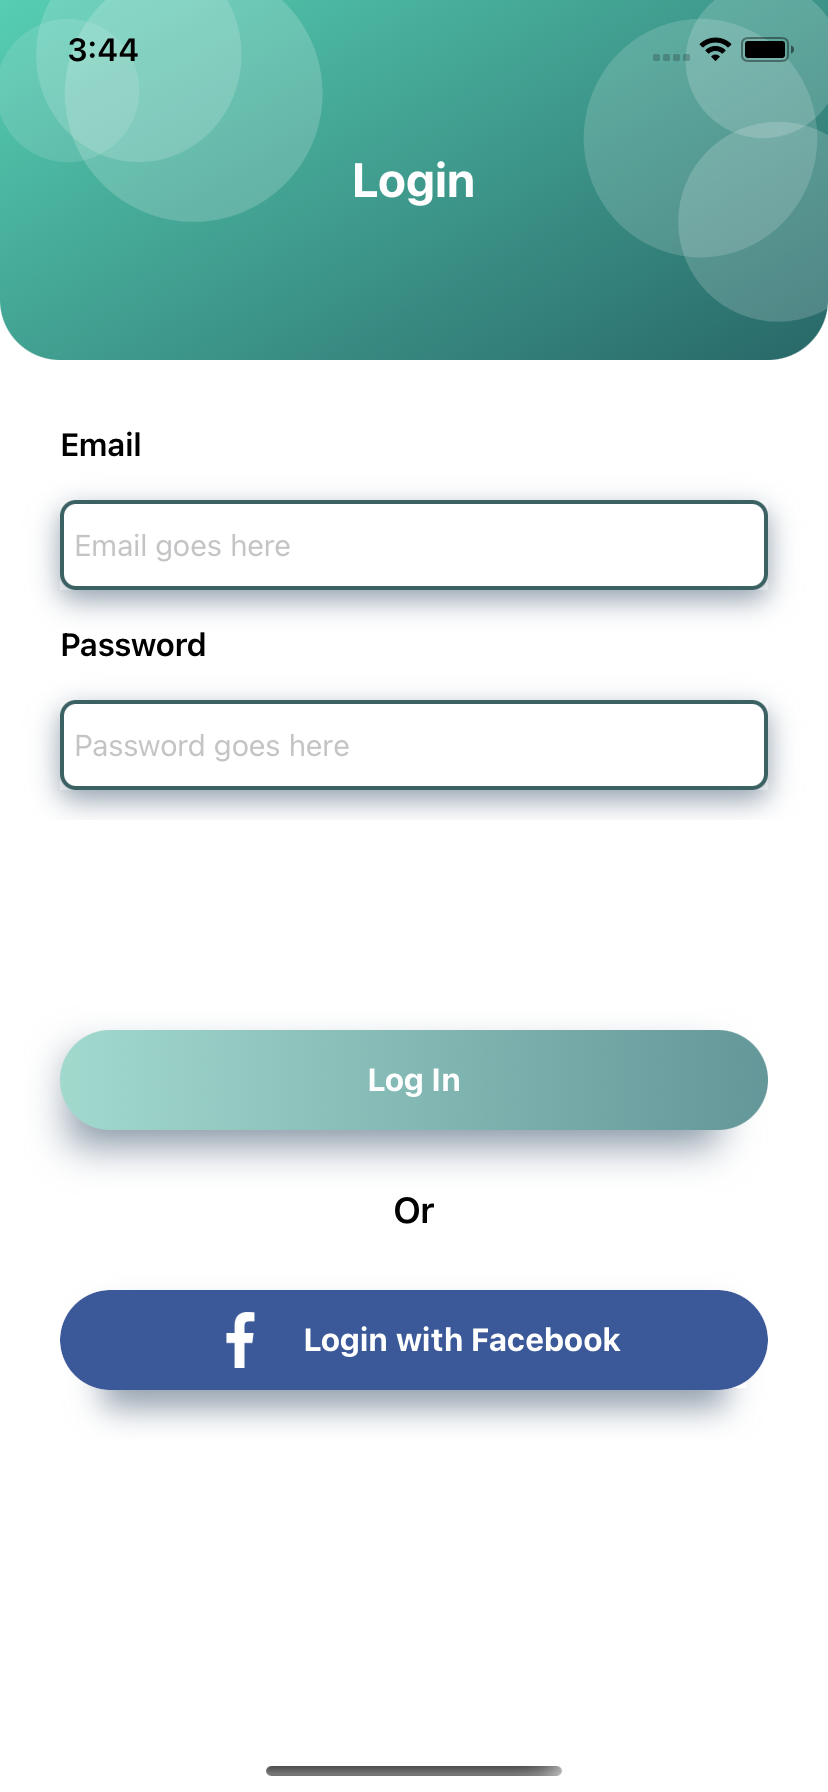 3:44
Login
Email
Email goes here
Password
Password goes here
Log In
Or
Login with Facebook